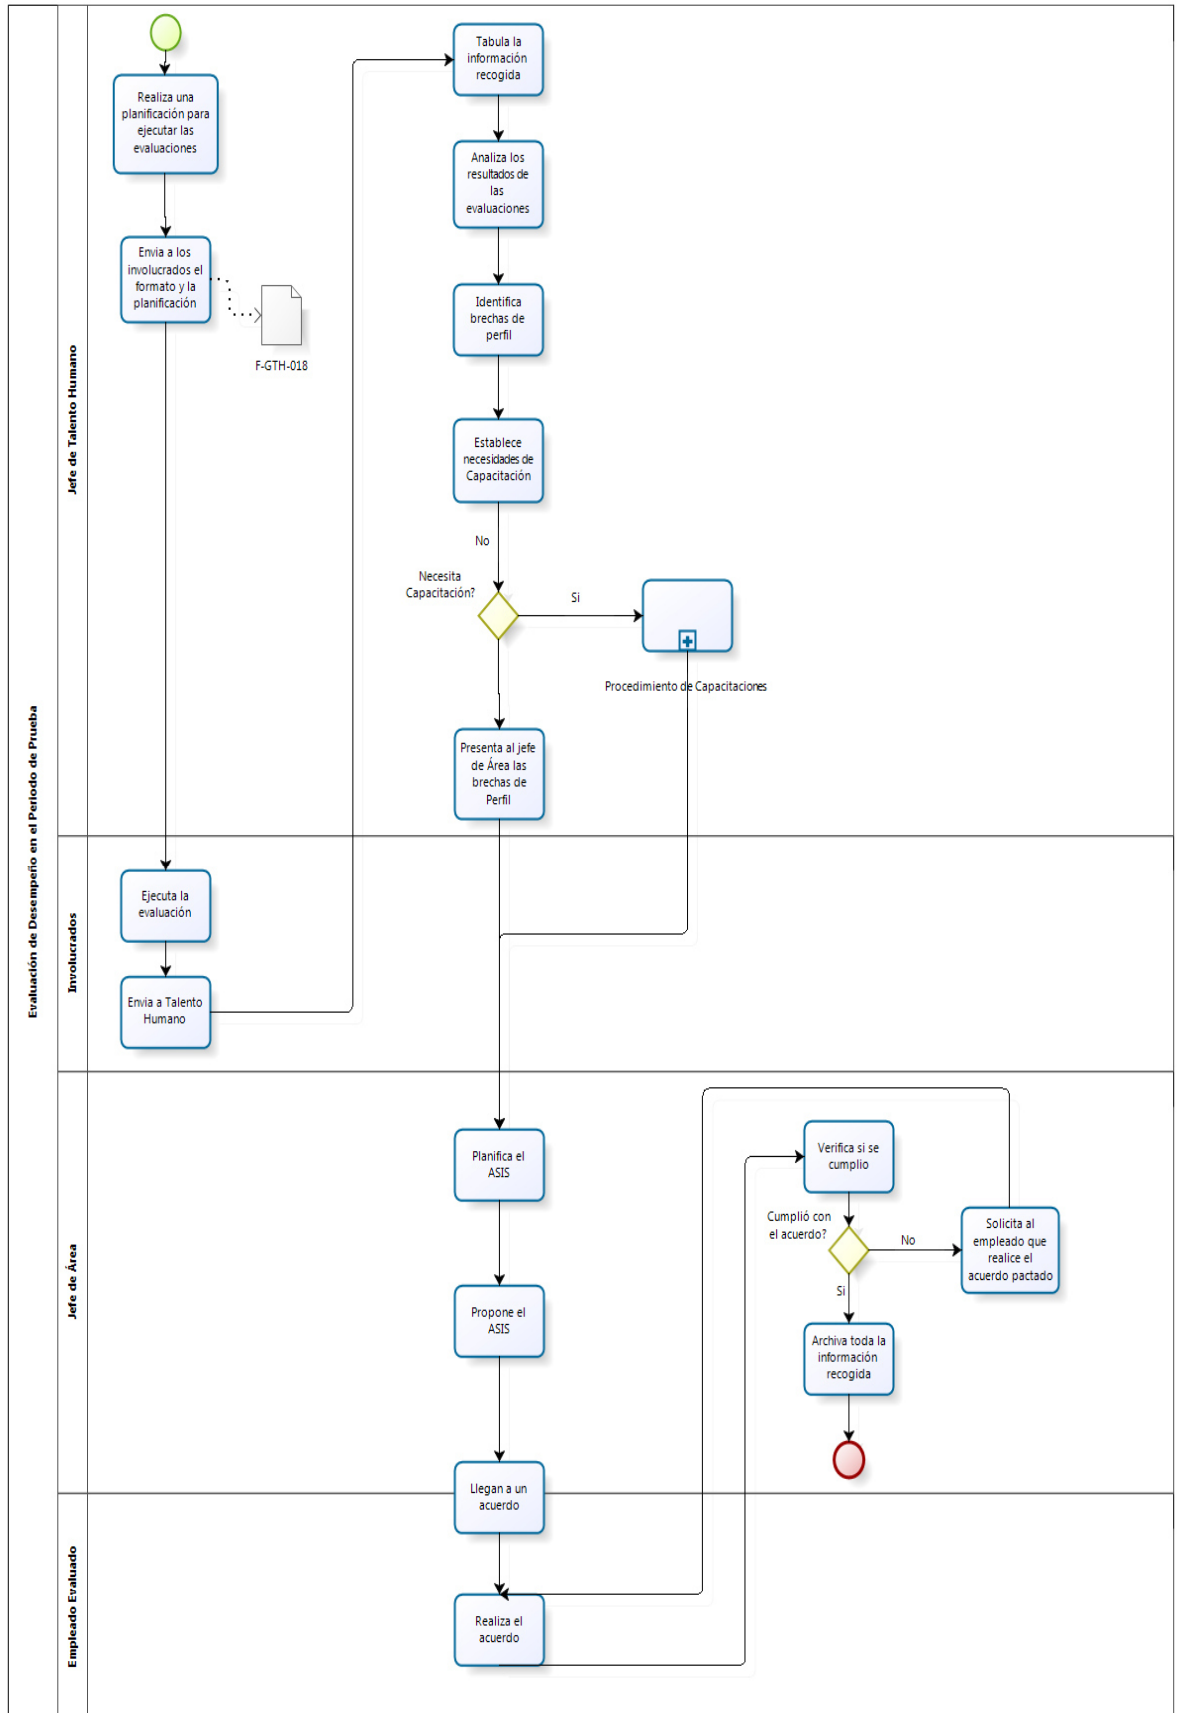 Evaluación de Desempeño en el Periodo de Prueba
Jefe de Talento Humano
Realiza una
planificación para
ejecutar las
evaluaciones
Envia a los
involucrados el
formato y la
planificación
F-GTH-018
Tabula la
información
recogida
Analiza los
resultados de
las
evaluaciones
Identifica
brechas de
perfil
Establece
necesidades de
Capacitación
No
Necesita
Capacitación?
Si
Procedimiento de Capacitaciones
Presenta al jefe
de Área las
brechas de
Perfil
Involucrados
Ejecuta la
evaluación
Envia a Talento
Humano
Jefe de Área
Planifica el
ASIS
Propone el
ASIS
Llegan a un
acuerdo
Verifica si se
cumplio
Cumplió con
el acuerdo?
No
Solicita al
empleado que
realice el
acuerdo pactado
Si
Archiva toda la
información
recogida
Empleado Evaluado
Realiza el
acuerdo